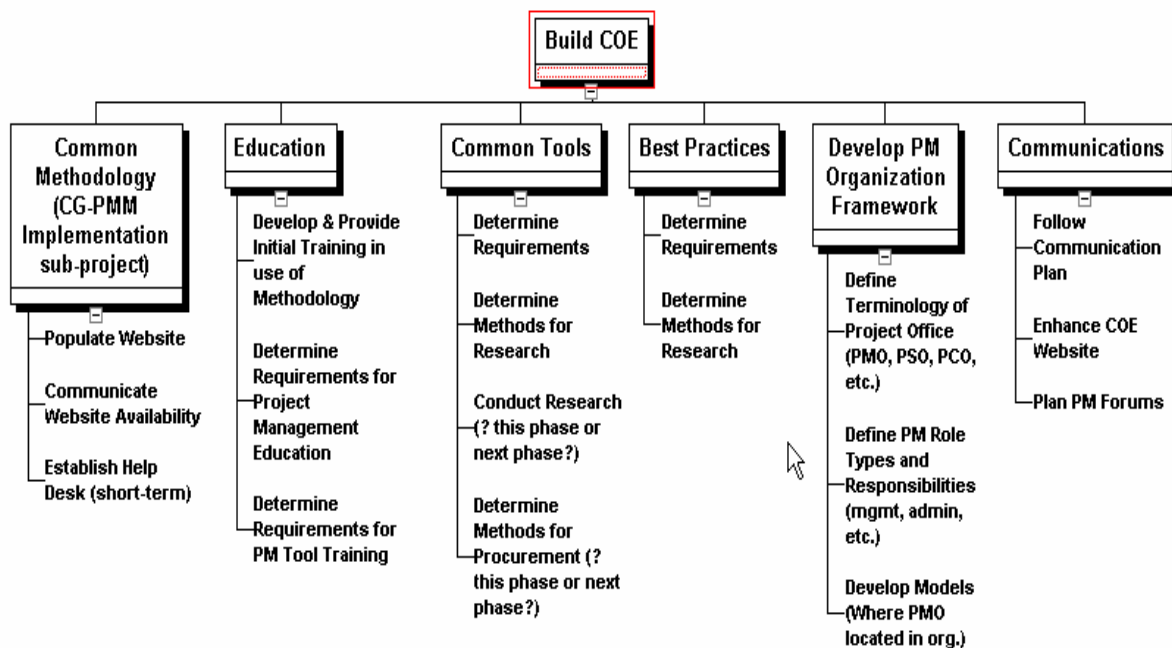 Build COE
Common
Methodology
(CG-PMM
Implementation
sub-project)
Populate Website
Communicate
Website Availability
Establish Help
Desk (short-term)
Education
Develop & Provide
Initial Training in
use of
Methodology
Determine
Requirements for
Project
Management
Education
Determine
Requirements for
PM Tool Training
Common Tools
Determine
Requirements
Determine
Methods for
Research
Conduct Research
(? this phase or
next phase?)
Determine
Methods for
Procurement (?
this phase or next
phase?)
Best Practices
Determine
Requirements
Determine
Methods for
Research
Develop PM
Organization
Framework
Define
Terminology of
Project Office
(PMO, PSO, PCO,
etc.)
Define PM Role
Types and
Responsibilities
(mgmt, admin,
etc.)
Develop Models
(Where PMO
located in org.)
Communications
Follow
Communication
Plan
Enhance COE
Website
Plan PM Forums